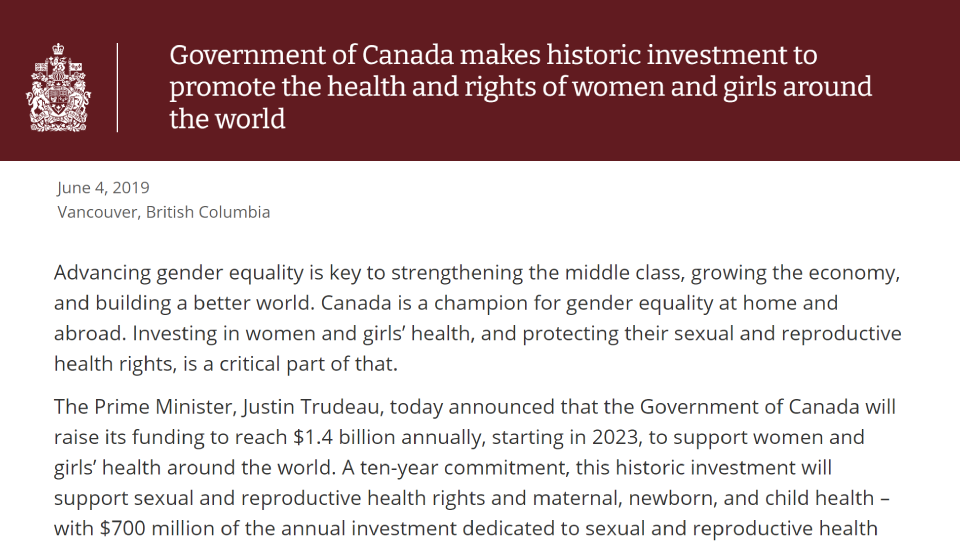 Government of Canada makes historic investment to
promote the health and rights of women and girls around
the world
June 4, 2019
Vancouver, British Columbia
Advancing gender equality is key to strengthening the middle class, growing the economy,
and building a better world. Canada is a champion for gender equality at home and
abroad. Investing in women and girls’ health, and protecting their sexual and reproductive
health rights, is a critical part of that.
The Prime Minister, Justin Trudeau, today announced that the Government of Canada will
raise its funding to reach $1.4 billion annually, starting in 2023, to support women and
girls’ health around the world. A ten-year commitment, this historic investment will
support sexual and reproductive health rights and maternal, newborn, and child health –
with $700 million of the annual investment dedicated to sexual and reproductive health